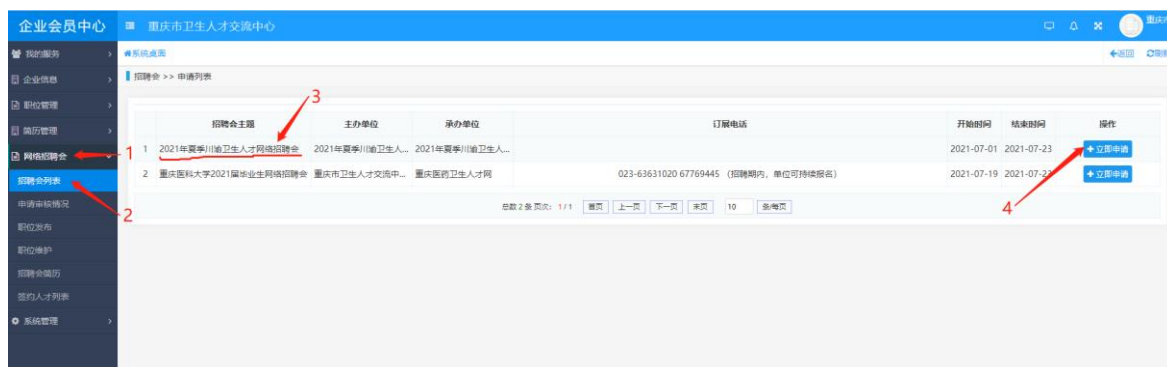 企业会员中心
重庆市卫生人才交流中心
重庆
我的服务
系统桌面
返回
企业信息
招聘会 >> 申请列表
职位管理
3
招聘会主题 主办单位 承办单位 订展电话 开始时间 结束时间 操作
简历管理
1 2021年夏季川渝卫生人才网络招聘会 2021年夏季川渝卫生人... 2021年夏季川渝卫生人... 2021-07-01 2021-07-23 立即申请
网络招聘会
1
2 重庆医科大学2021届毕业生网络招聘会 重庆市卫生人才交流中... 重庆医药卫生人才网 023-63631020 67769445 (招聘期内，单位可持续报名) 2021-07-19 2021-07-23 立即申请
招聘会列表
2
申请审核情况
总数 2 条 页次: 1/1 首页 上一页 下一页 末页 10 条/每页
4
职位发布
职位维护
招聘会简历
签约人才列表
系统管理